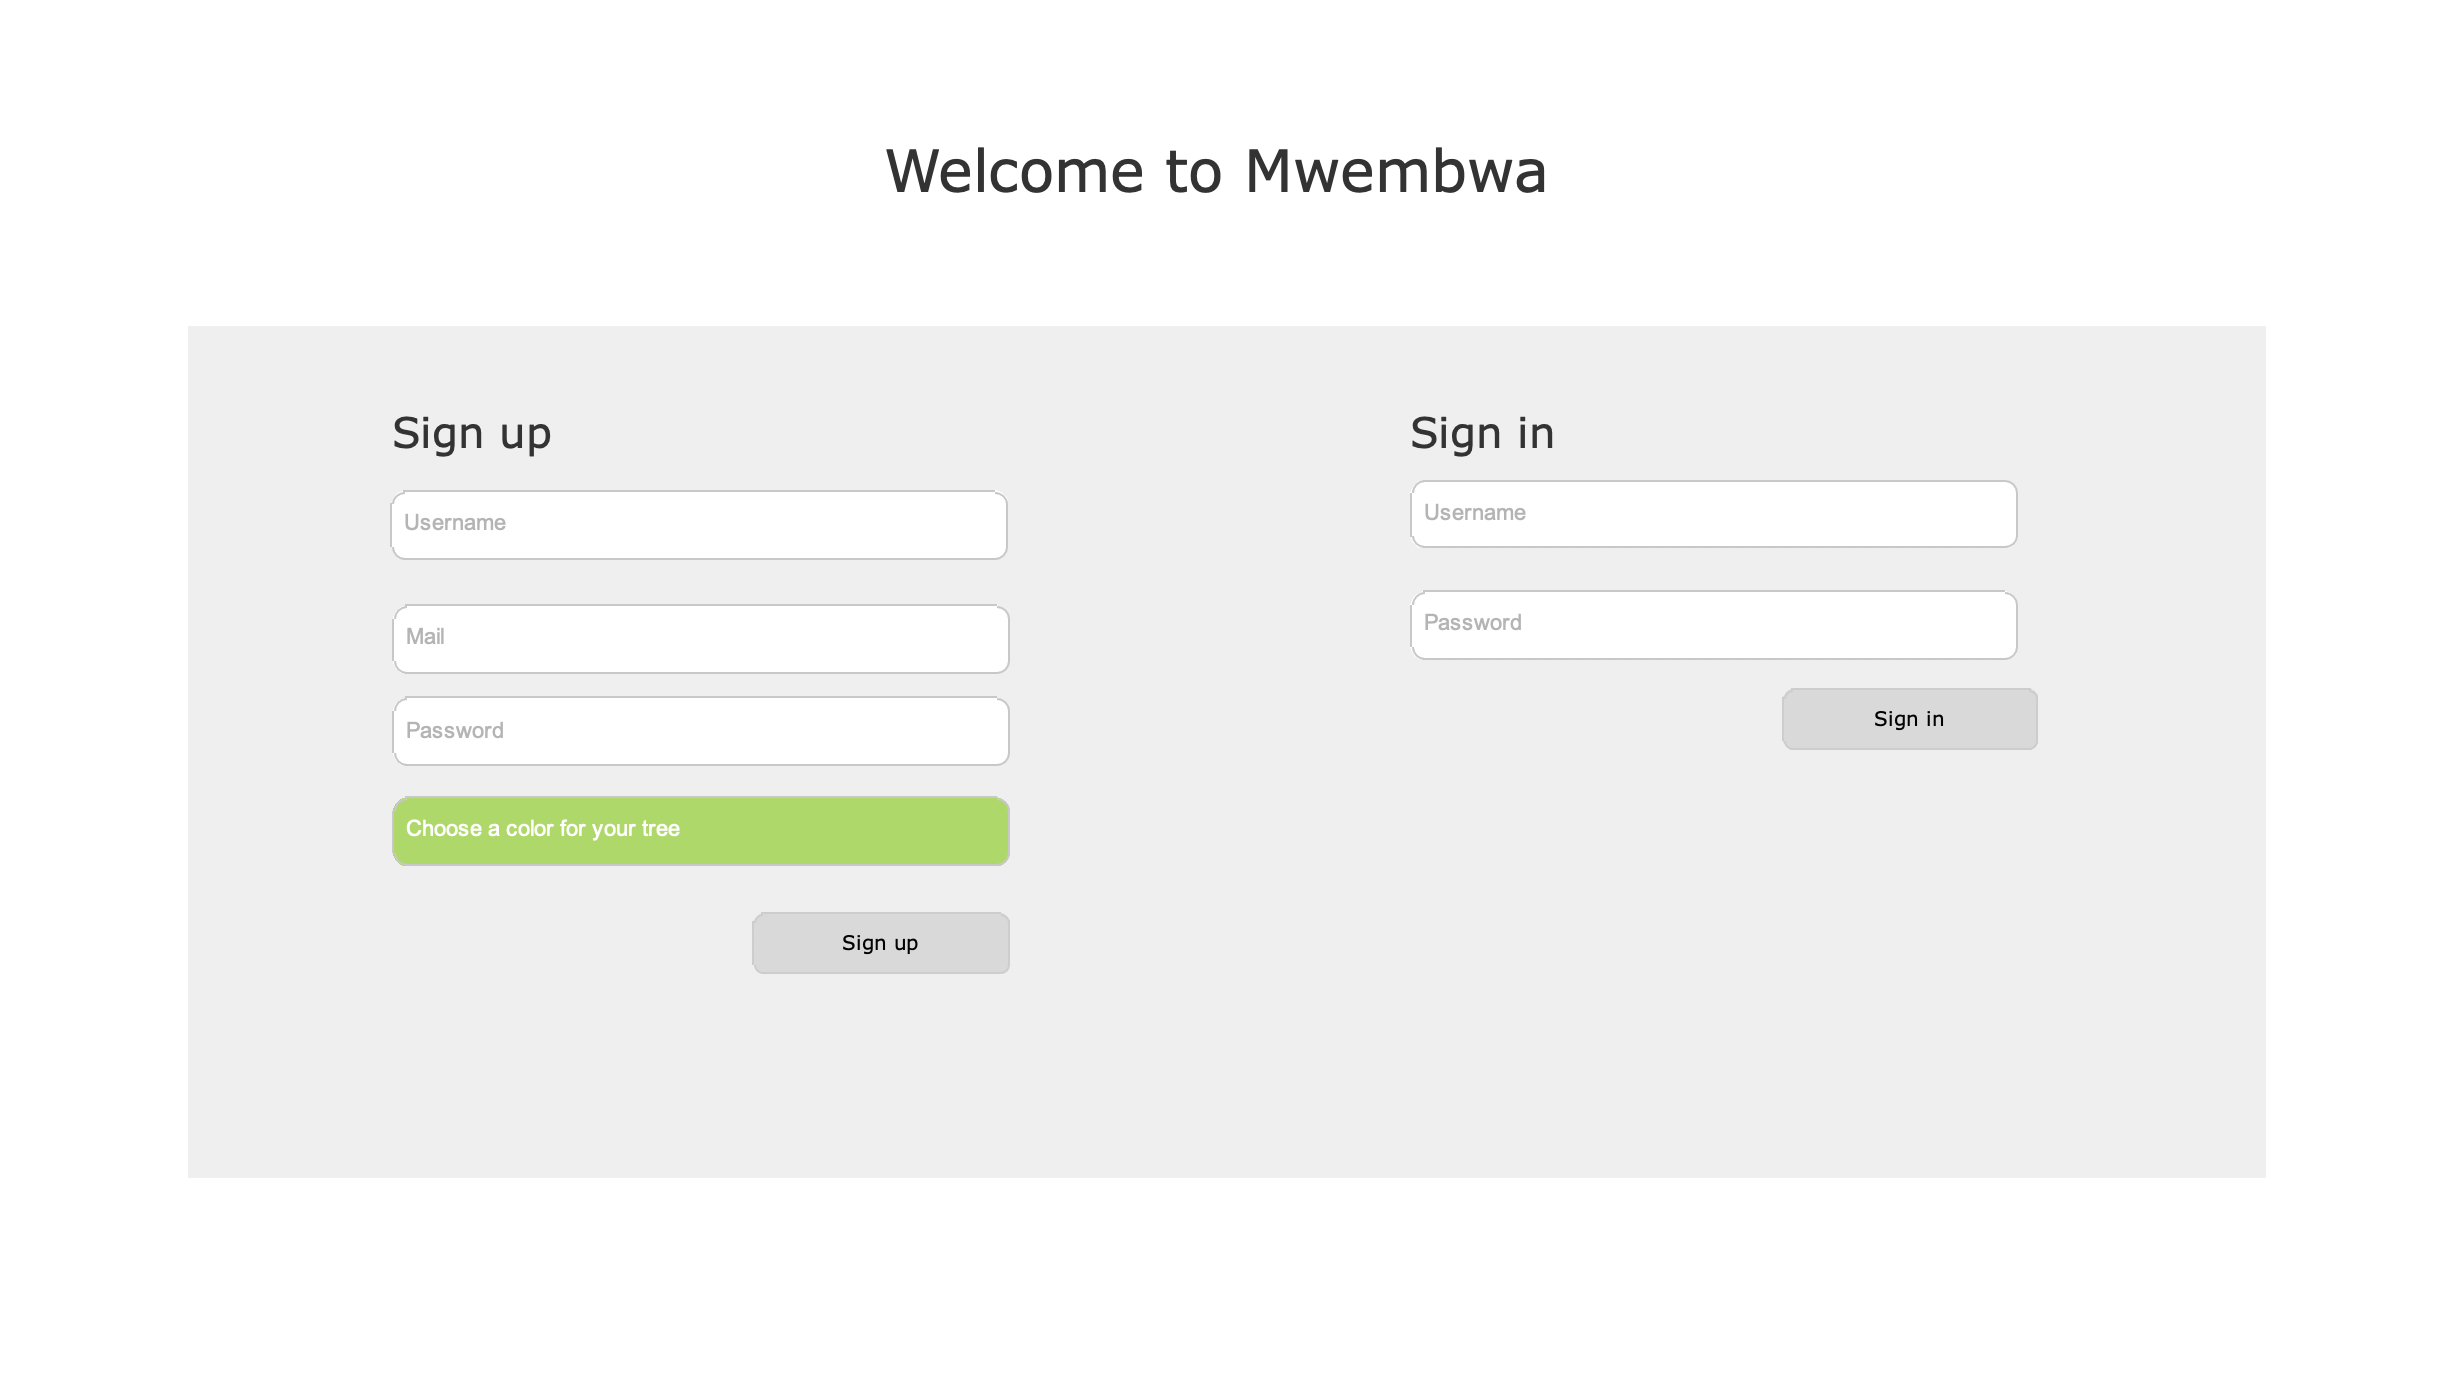 Welcome to Mwembwa
Sign up
Username
Mail
Password
Choose a color for your tree
Sign up
Sign in
Username
Password
Sign in